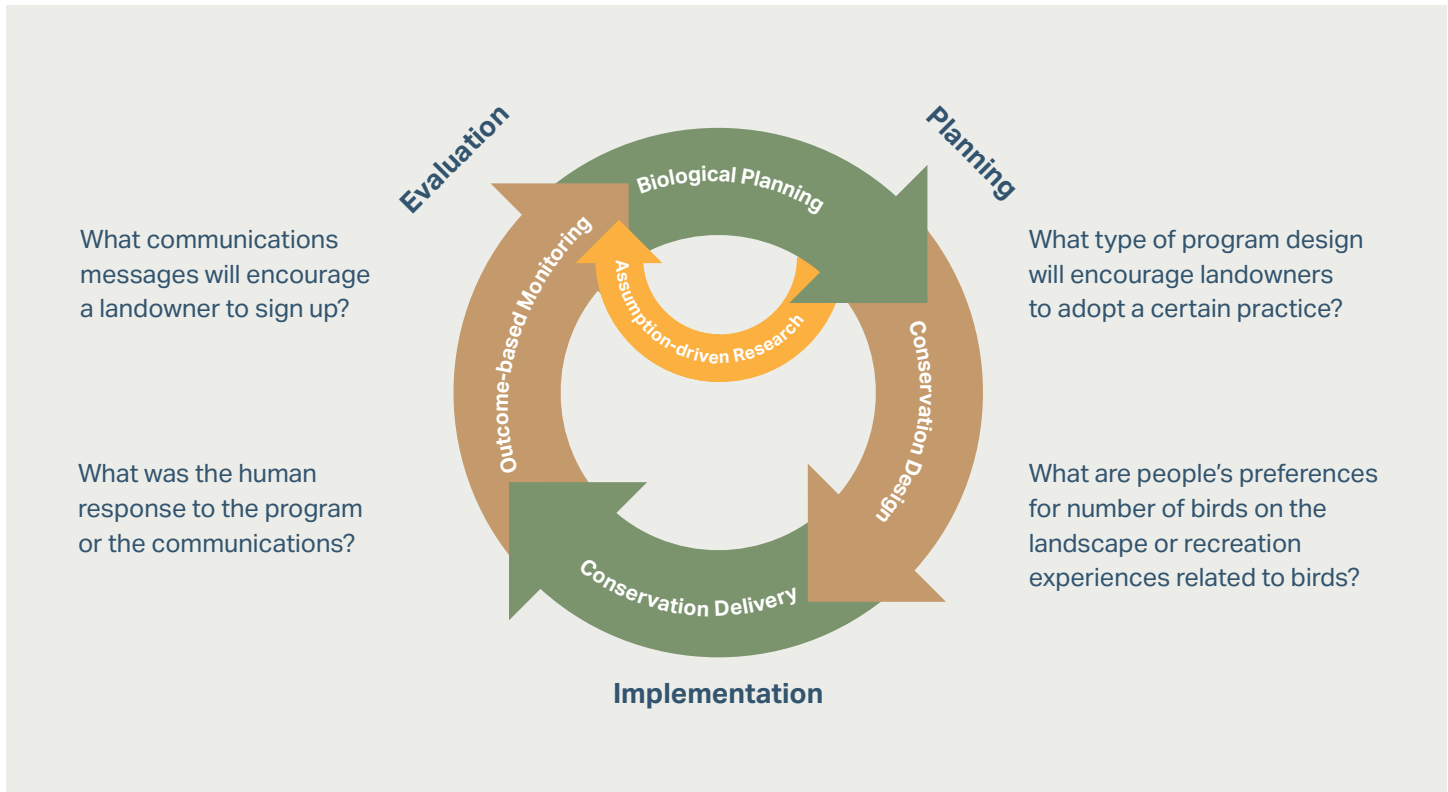 Evaluation
Planning
Biological Planning
Assumption-driven Research
Outcome-based Monitoring
Conservation Design
Conservation Delivery
Implementation
What communications
messages will encourage
a landowner to sign up?
What type of program design
will encourage landowners
to adopt a certain practice?
What was the human
response to the program
or the communications?
What are people’s preferences
for number of birds on the
landscape or recreation
experiences related to birds?